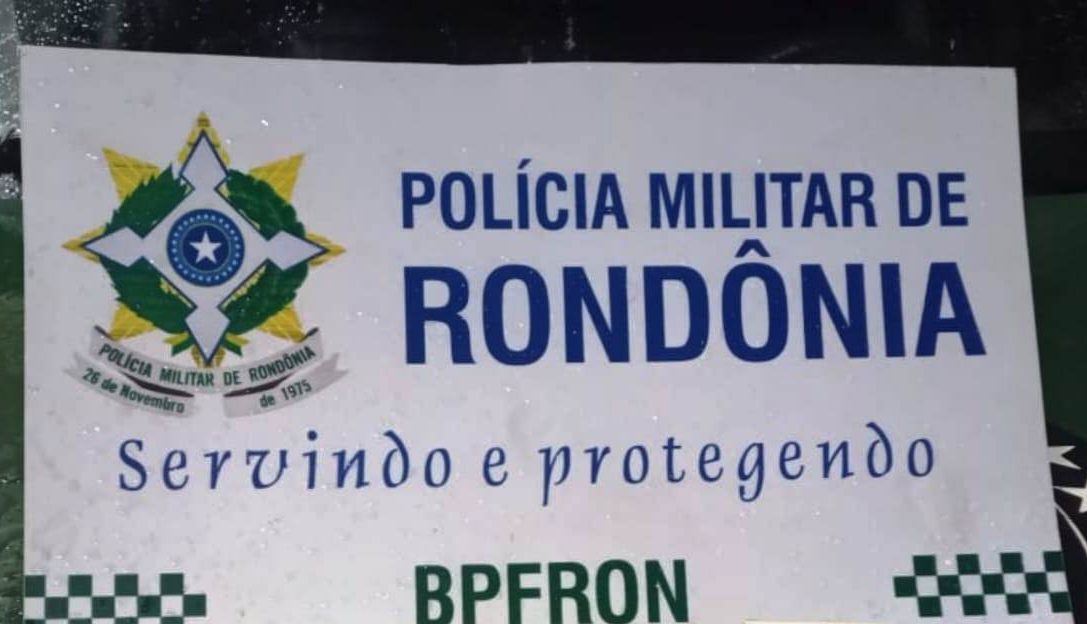 POLÍCIA MILITAR DE
RONDÔNIA
POLÍCIA MILITAR DE RONDÔNIA
26 de Novembro de 1975
Servindo e protegendo
BPFRON